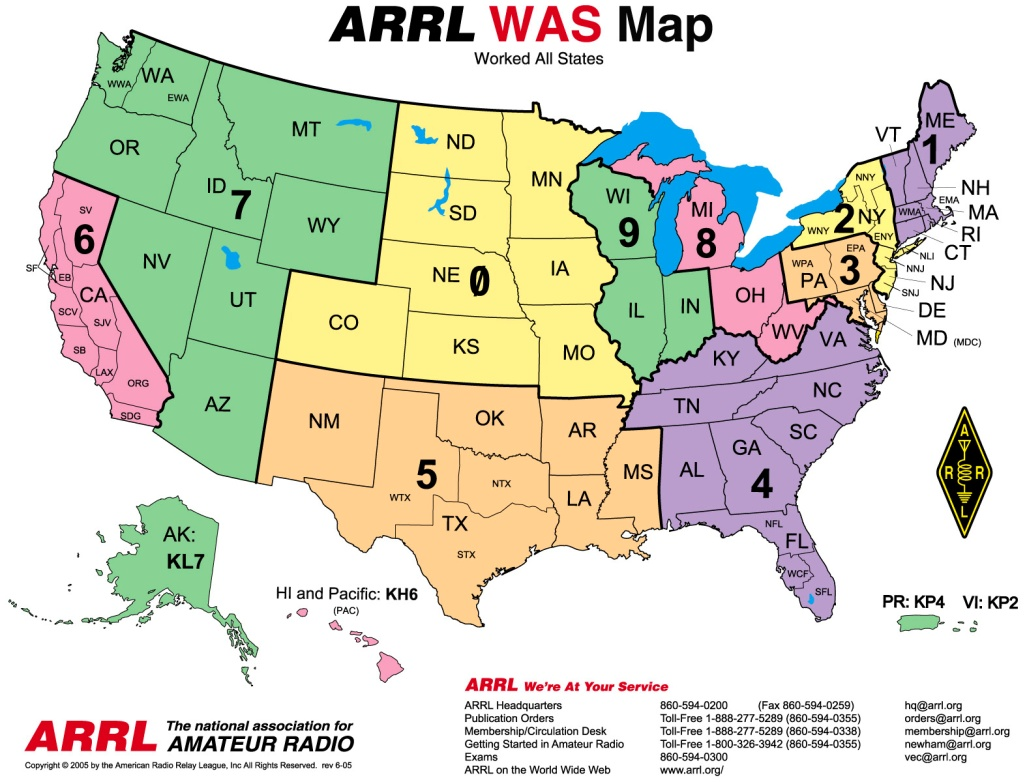 ARRL WAS Map
Worked All States
WA
WWA
EWA
OR
MT
ID
7
WY
NV
UT
AZ
6
SV
SF
EB
CA
SCV
SJV
SB
LAX
ORG
SDG
ND
SD
MN
NE
Ø
IA
CO
KS
MO
WI
9
IL
IN
MI
8
OH
WV
VT
ME
1
NH
EMA
MA
WMA
RI
CT
NNY
2
NY
WNY
ENY
NLI
NNJ
NJ
SNJ
EPA
WPA
PA
3
DE
MD (MDC)
KY
VA
TN
NC
SC
GA
AL
4
NFL
FL
WCF
SFL
NM
OK
AR
MS
LA
5
WTX
NTX
TX
STX
A
R R
L
AK:
KL7
HI and Pacific: KH6
(PAC)
PR: KP4 VI: KP2
ARRL We're At Your Service
ARRL Headquarters 860-594-0200 (Fax 860-594-0259) hq@arrl.org
Publication Orders Toll-Free 1-888-277-5289 (860-594-0355) orders@arrl.org
Membership/Circulation Desk Toll-Free 1-888-277-5289 (860-594-0338) membership@arrl.org
Getting Started in Amateur Radio Toll-Free 1-800-326-3942 (860-594-0355) newham@arrl.org
Exams 860-594-0300 vec@arrl.org
ARRL on the World Wide Web www.arrl.org/
ARRL The national association for
AMATEUR RADIO
Copyright © 2005 by the American Radio Relay League, Inc All Rights Reserved. rev 6-05